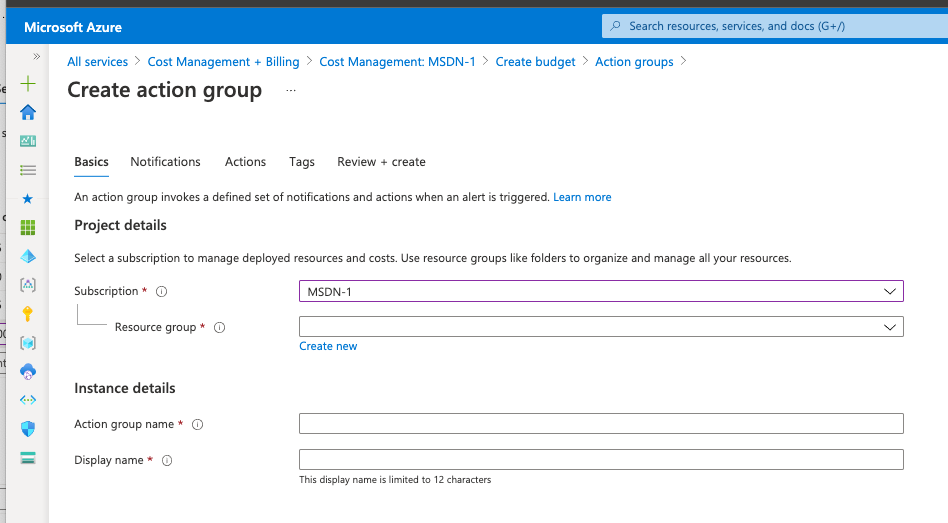 Microsoft Azure
Search resources, services, and docs (G+/)
All services > Cost Management + Billing > Cost Management: MSDN-1 > Create budget > Action groups >
Create action group ...
Basics Notifications Actions Tags Review + create
An action group invokes a defined set of notifications and actions when an alert is triggered. Learn more
Project details
Select a subscription to manage deployed resources and costs. Use resource groups like folders to organize and manage all your resources.
Subscription *
MSDN-1
Resource group *
Create new
Instance details
Action group name *
Display name *
This display name is limited to 12 characters